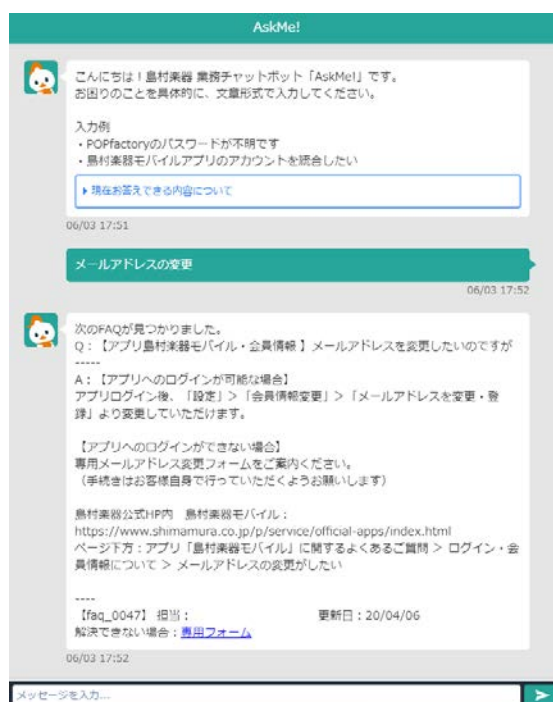 AskMe!
こんにちは！島村楽器 業務チャットボット「AskMe!」です。
お困りのことを具体的に、文章形式で入力してください。
入力例
・POPfactoryのパスワードが不明です
・島村楽器モバイルアプリのアカウントを統合したい
▶現在お答えできる内容について
06/03 17:51
メールアドレスの変更
06/03 17:52
次のFAQが見つかりました。
Q：【アプリ島村楽器モバイル・会員情報 】メールアドレスを変更したいのですが
-----
A：【アプリへのログインが可能な場合】
アプリログイン後、「設定」>「会員情報変更」>「メールアドレスを変更・登
録」より変更していただけます。
【アプリへのログインができない場合】
専用メールアドレス変更フォームをご案内ください。
（手続きはお客様自身で行っていただくようお願いします）
島村楽器公式HP内　島村楽器モバイル：
https://www.shimamura.co.jp/p/service/official-apps/index.html
ページ下方：アプリ「島村楽器モバイル」に関するよくあるご質問 > ログイン・会
員情報について > メールアドレスの変更がしたい
----
【faq_0047】 担当： 更新日：20/04/06
解決できない場合：専用フォーム
06/03 17:52
メッセージを入力...